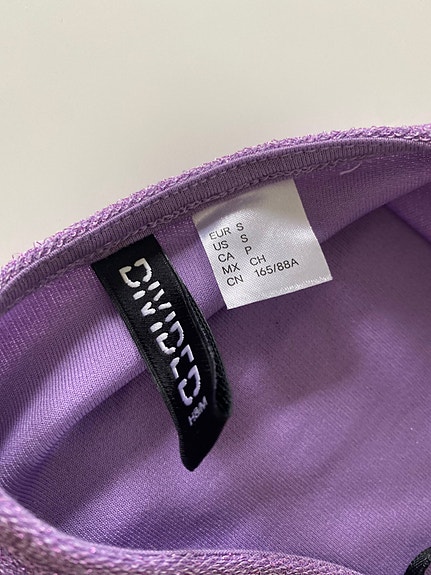 DIVIDED
H&M
EUR S
US S
CA P
MX CH
CN 165/88A